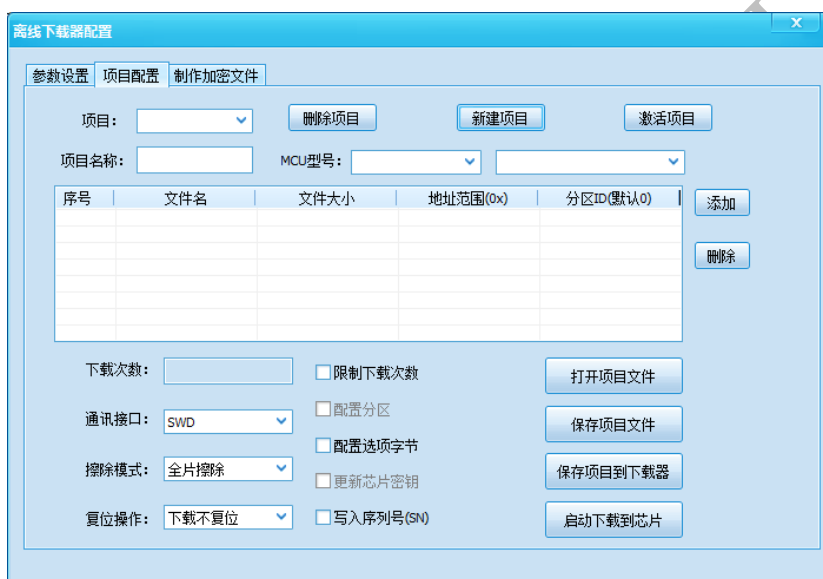 离线下载器配置 x
参数设置 项目配置 制作加密文件
项目： 删除项目 新建项目 激活项目
项目名称： MCU型号：
序号 文件名 文件大小 地址范围(0x) 分区ID(默认0) 添加
删除
下载次数： 限制下载次数 打开项目文件
配置分区
通讯接口： SWD 保存项目文件
配置选项字节
擦除模式： 全片擦除 保存项目到下载器
更新芯片密钥
复位操作： 下载不复位 写入序列号(SN) 启动下载到芯片